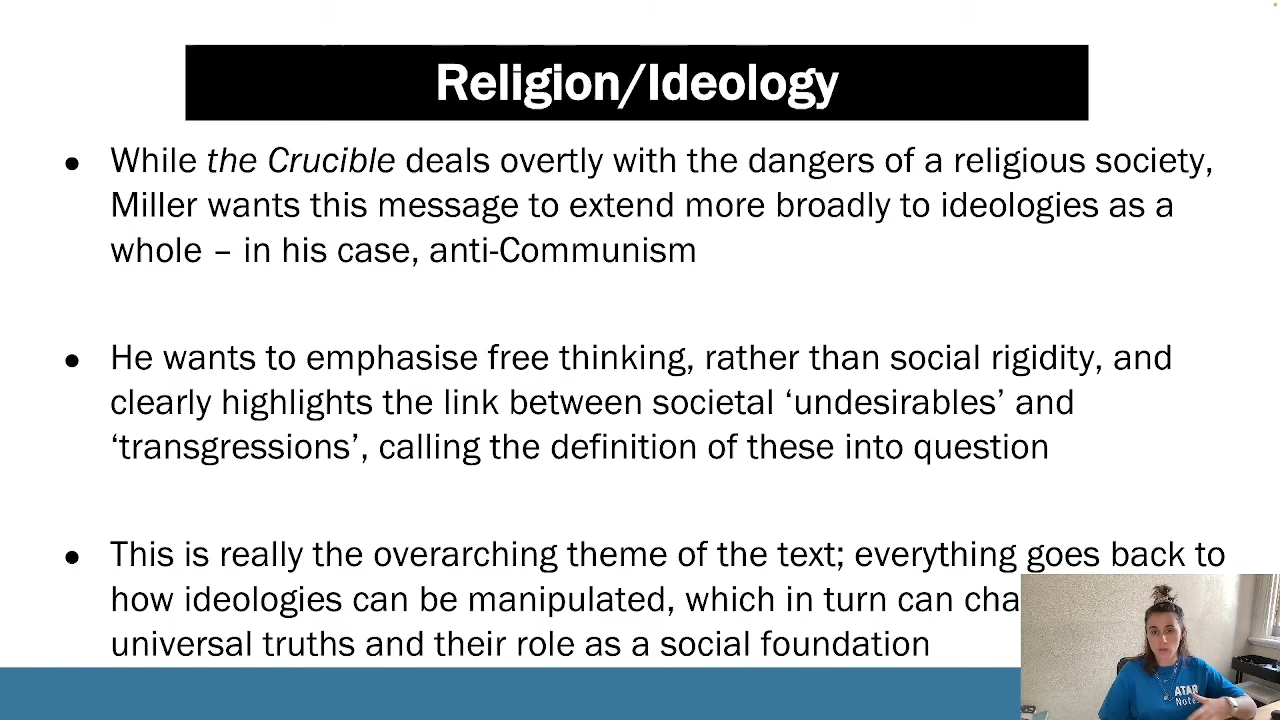 Religion/Ideology
● While the Crucible deals overtly with the dangers of a religious society,
Miller wants this message to extend more broadly to ideologies as a
whole – in his case, anti-Communism
● He wants to emphasise free thinking, rather than social rigidity, and
clearly highlights the link between societal ‘undesirables’ and
‘transgressions’, calling the definition of these into question
● This is really the overarching theme of the text; everything goes back to
how ideologies can be manipulated, which in turn can cha
universal truths and their role as a social foundation
ATAR
Notes